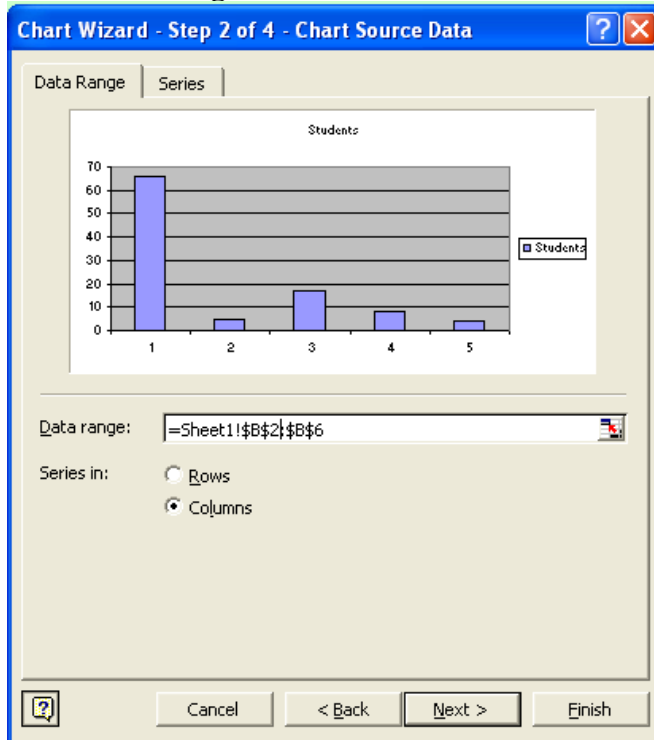 Chart Wizard - Step 2 of 4 - Chart Source Data
Data Range Series
Students
70
60
50
40
30
20
10
0
1 2 3 4 5
Students
Data range: =Sheet1!$B$2:$B$6
Series in: Rows
Columns
Cancel < Back Next > Finish